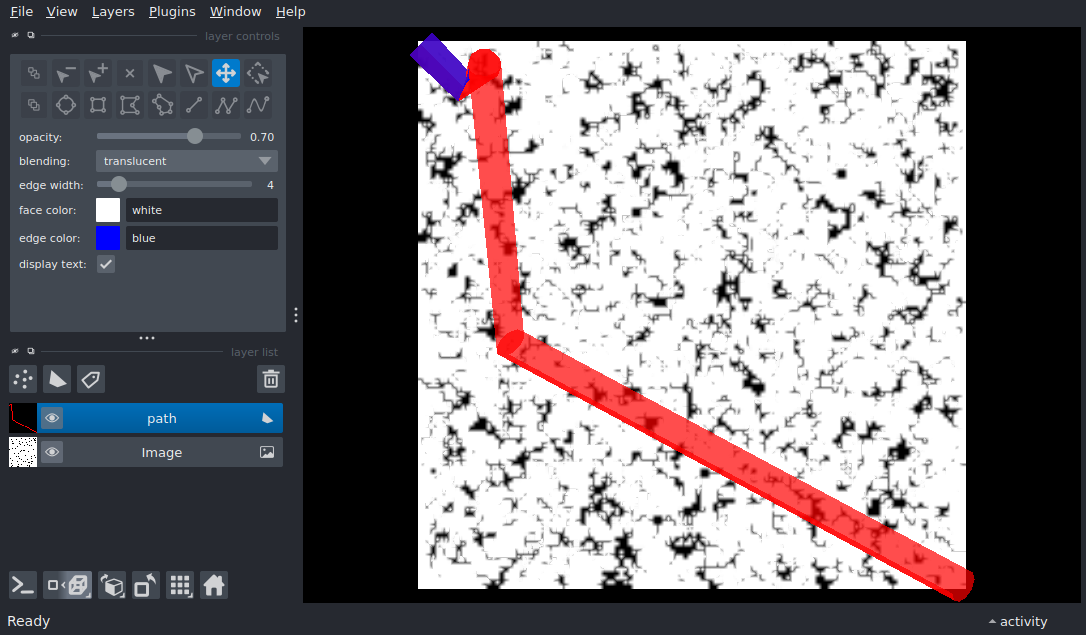 File View Layers Plugins Window Help
layer controls
opacity: 0.70
blending: translucent
edge width: 4
face color: white
edge color: blue
display text:
layer list
path
Image
Ready activity